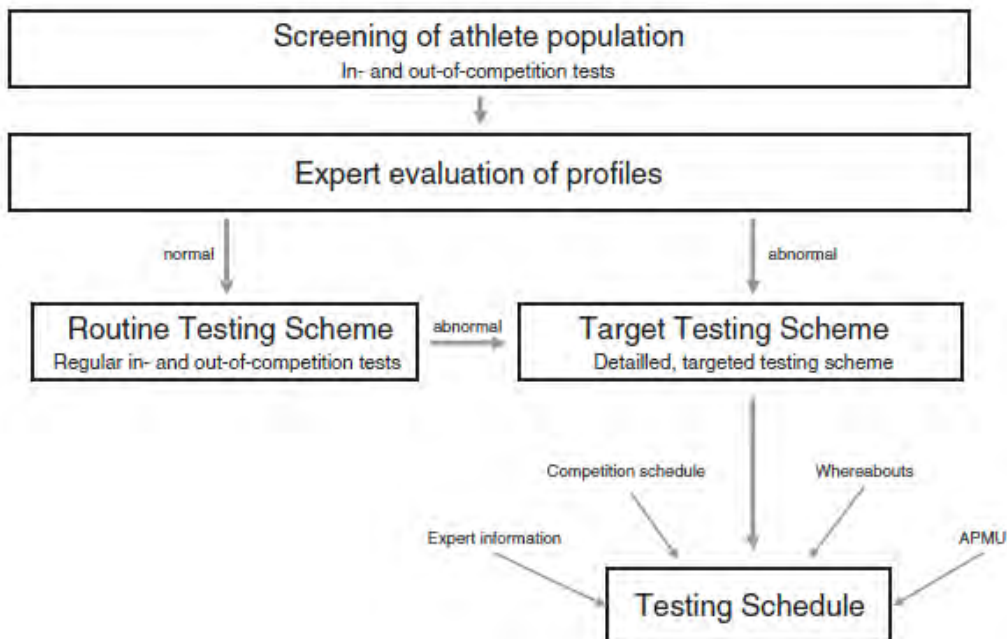 Screening of athlete population
In- and out-of-competition tests
Expert evaluation of profiles
normal
abnormal
Routine Testing Scheme
Regular in- and out-of-competition tests
abnormal
Target Testing Scheme
Detailled, targeted testing scheme
Competition schedule
Whereabouts
Expert information
APMU
Testing Schedule